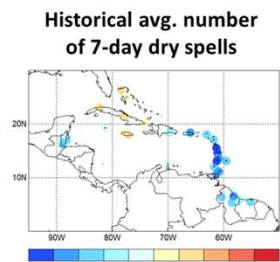 Historical avg. number
of 7-day dry spells
20N
10N
90W 80W 70W 60W